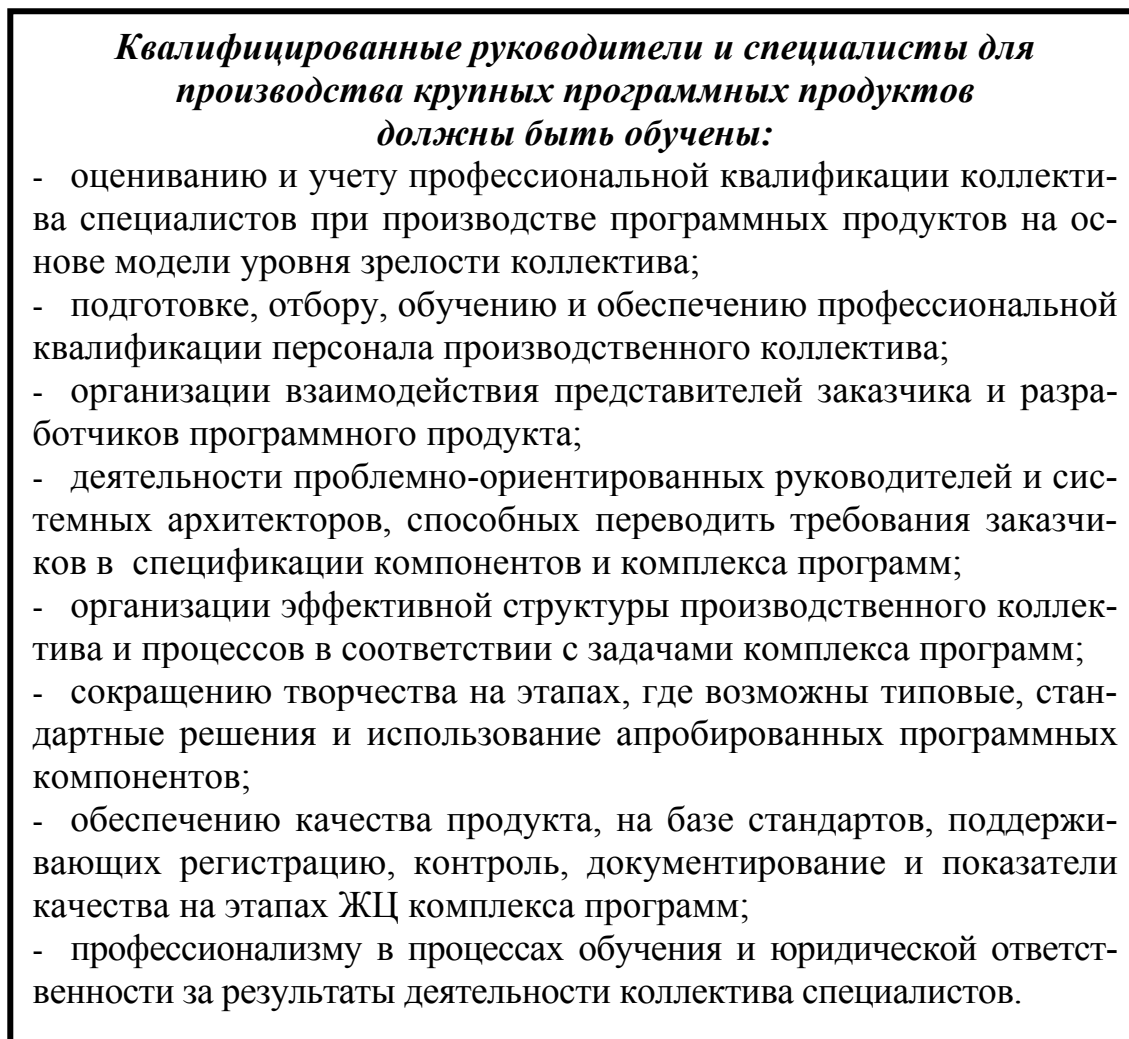 Квалифицированные руководители и специалисты для
производства крупных программных продуктов
должны быть обучены:
- оцениванию и учету профессиональной квалификации коллекти-
ва специалистов при производстве программных продуктов на ос-
нове модели уровня зрелости коллектива;
- подготовке, отбору, обучению и обеспечению профессиональной
квалификации персонала производственного коллектива;
- организации взаимодействия представителей заказчика и разра-
ботчиков программного продукта;
- деятельности проблемно-ориентированных руководителей и сис-
темных архитекторов, способных переводить требования заказчи-
ков в спецификации компонентов и комплекса программ;
- организации эффективной структуры производственного коллек-
тива и процессов в соответствии с задачами комплекса программ;
- сокращению творчества на этапах, где возможны типовые, стан-
дартные решения и использование апробированных программных
компонентов;
- обеспечению качества продукта, на базе стандартов, поддержи-
вающих регистрацию, контроль, документирование и показатели
качества на этапах ЖЦ комплекса программ;
- профессионализму в процессах обучения и юридической ответст-
венности за результаты деятельности коллектива специалистов.